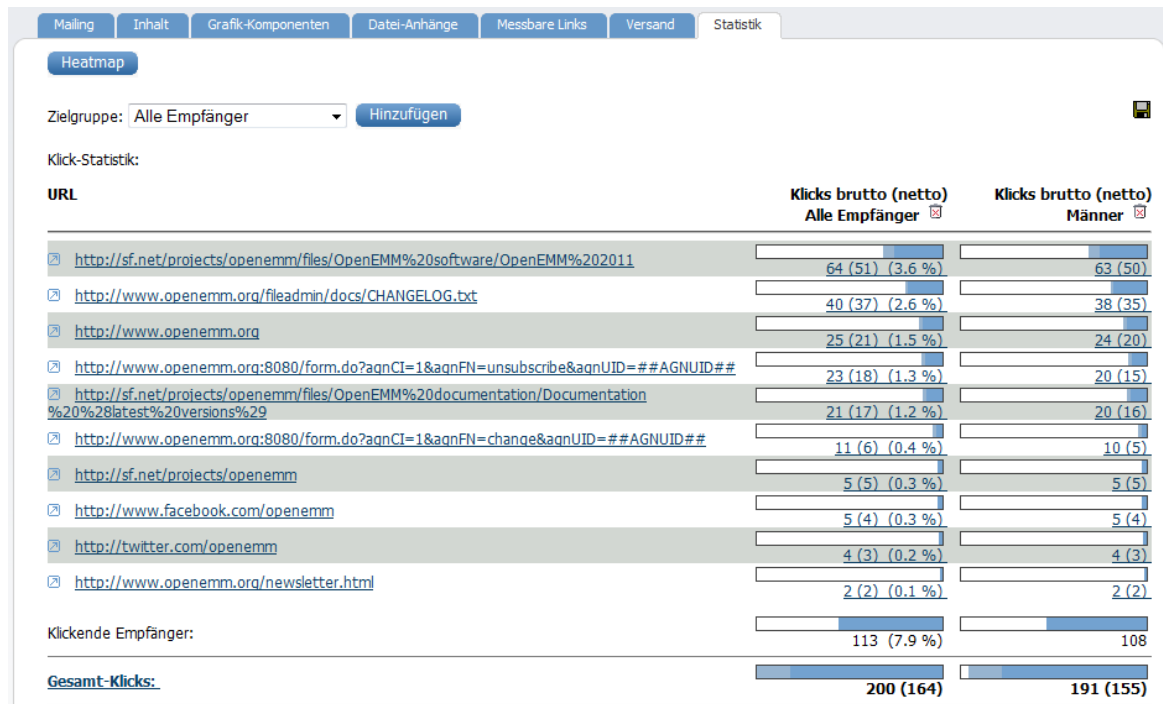 Mailing Inhalt Grafik-Komponenten Datei-Anhänge Messbare Links Versand Statistik
Heatmap
Zielgruppe: Alle Empfänger Hinzufügen
Klick-Statistik:
URL Klicks brutto (netto) Klicks brutto (netto)
Alle Empfänger Männer
http://sf.net/projects/openemm/files/OpenEMM%20software/OpenEMM%202011
64 (51) (3.6 %) 63 (50)
http://www.openemm.org/fileadmin/docs/CHANGELOG.txt
40 (37) (2.6 %) 38 (35)
http://www.openemm.org
25 (21) (1.5 %) 24 (20)
http://www.openemm.org:8080/form.do?agnCI=1&agnFN=unsubscribe&agnUID=##AGNUID##
23 (18) (1.3 %) 20 (15)
http://sf.net/projects/openemm/files/OpenEMM%20documentation/Documentation
%20%28latest%20versions%29 21 (17) (1.2 %) 20 (16)
http://www.openemm.org:8080/form.do?agnCI=1&agnFN=change&agnUID=##AGNUID##
11 (6) (0.4 %) 10 (5)
http://sf.net/projects/openemm
5 (5) (0.3 %) 5 (5)
http://www.facebook.com/openemm
5 (4) (0.3 %) 5 (4)
http://twitter.com/openemm
4 (3) (0.2 %) 4 (3)
http://www.openemm.org/newsletter.html
2 (2) (0.1 %) 2 (2)
Klickende Empfänger:
113 (7.9 %) 108
Gesamt-Klicks:
200 (164) 191 (155)